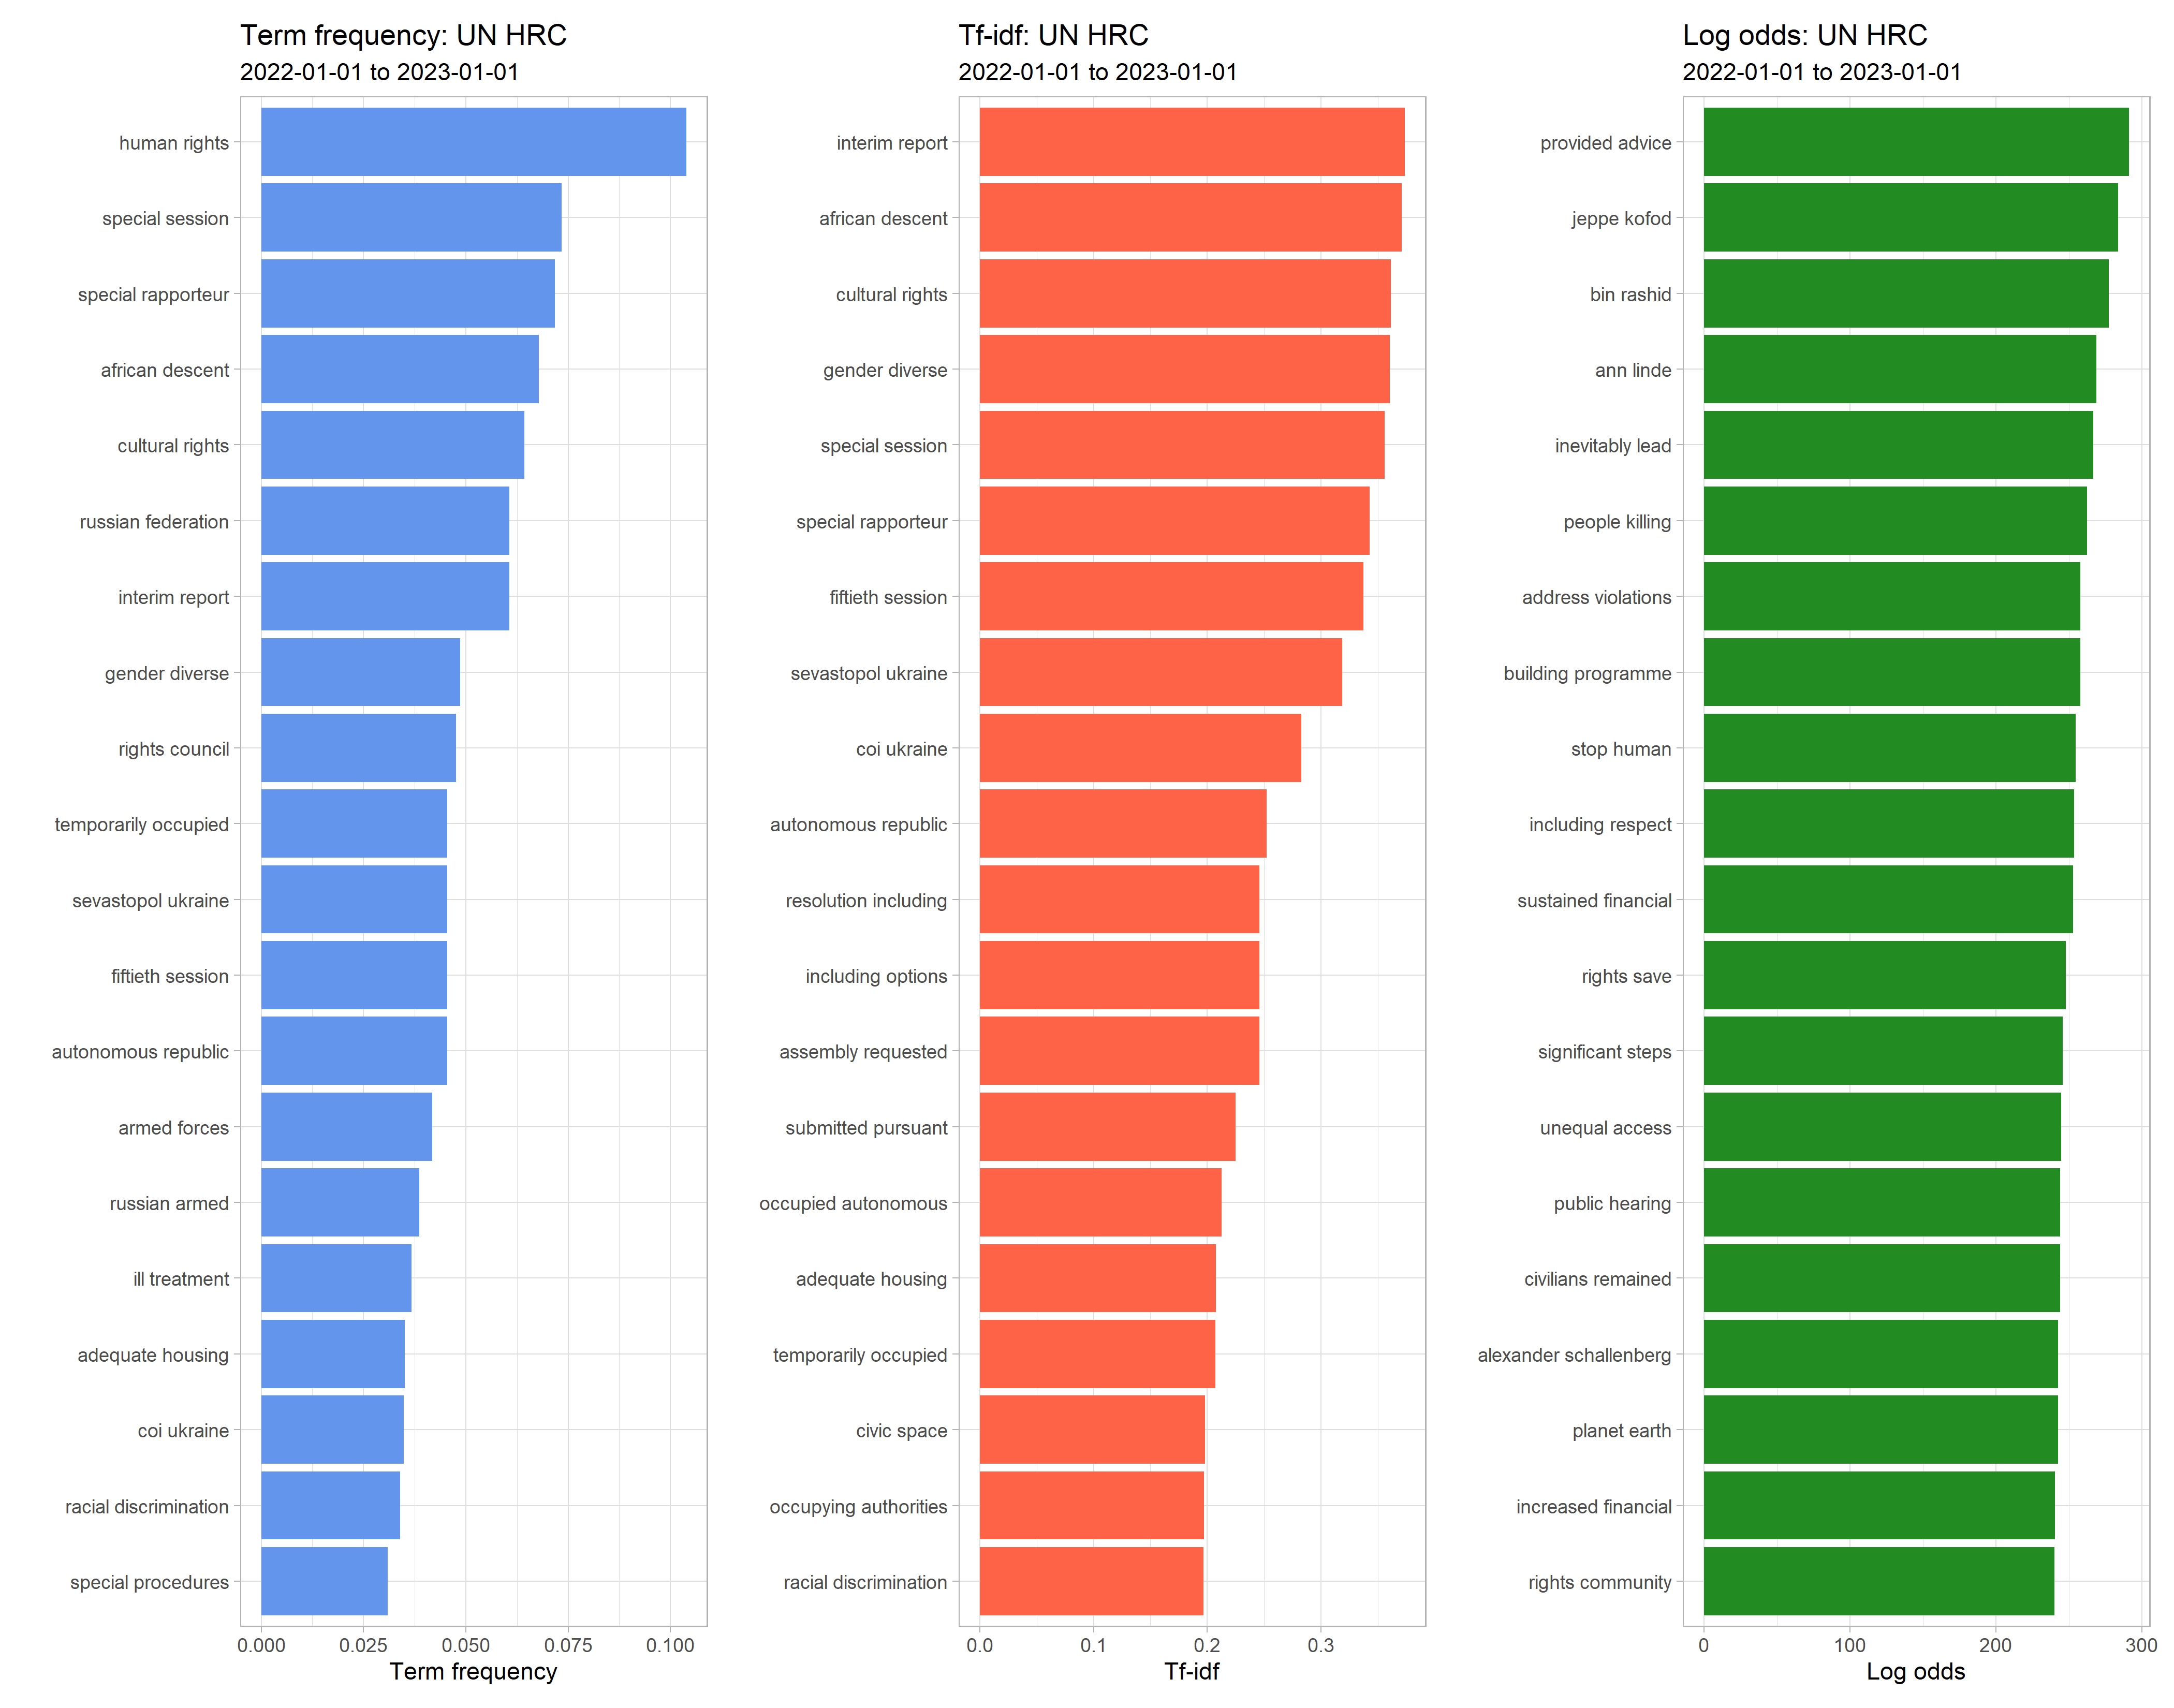 Term frequency: UN HRC
2022-01-01 to 2023-01-01
human rights
special session
special rapporteur
african descent
cultural rights
russian federation
interim report
gender diverse
rights council
temporarily occupied
sevastopol ukraine
fiftieth session
autonomous republic
armed forces
russian armed
ill treatment
adequate housing
coi ukraine
racial discrimination
special procedures
0.000 0.025 0.050 0.075 0.100
Term frequency
Tf-idf: UN HRC
2022-01-01 to 2023-01-01
interim report
african descent
cultural rights
gender diverse
special session
special rapporteur
fiftieth session
sevastopol ukraine
coi ukraine
autonomous republic
resolution including
including options
assembly requested
submitted pursuant
occupied autonomous
adequate housing
temporarily occupied
civic space
occupying authorities
racial discrimination
0.0 0.1 0.2 0.3
Tf-idf
Log odds: UN HRC
2022-01-01 to 2023-01-01
provided advice
jeppe kofod
bin rashid
ann linde
inevitably lead
people killing
address violations
building programme
stop human
including respect
sustained financial
rights save
significant steps
unequal access
public hearing
civilians remained
alexander schallenberg
planet earth
increased financial
rights community
0 100 200 300
Log odds